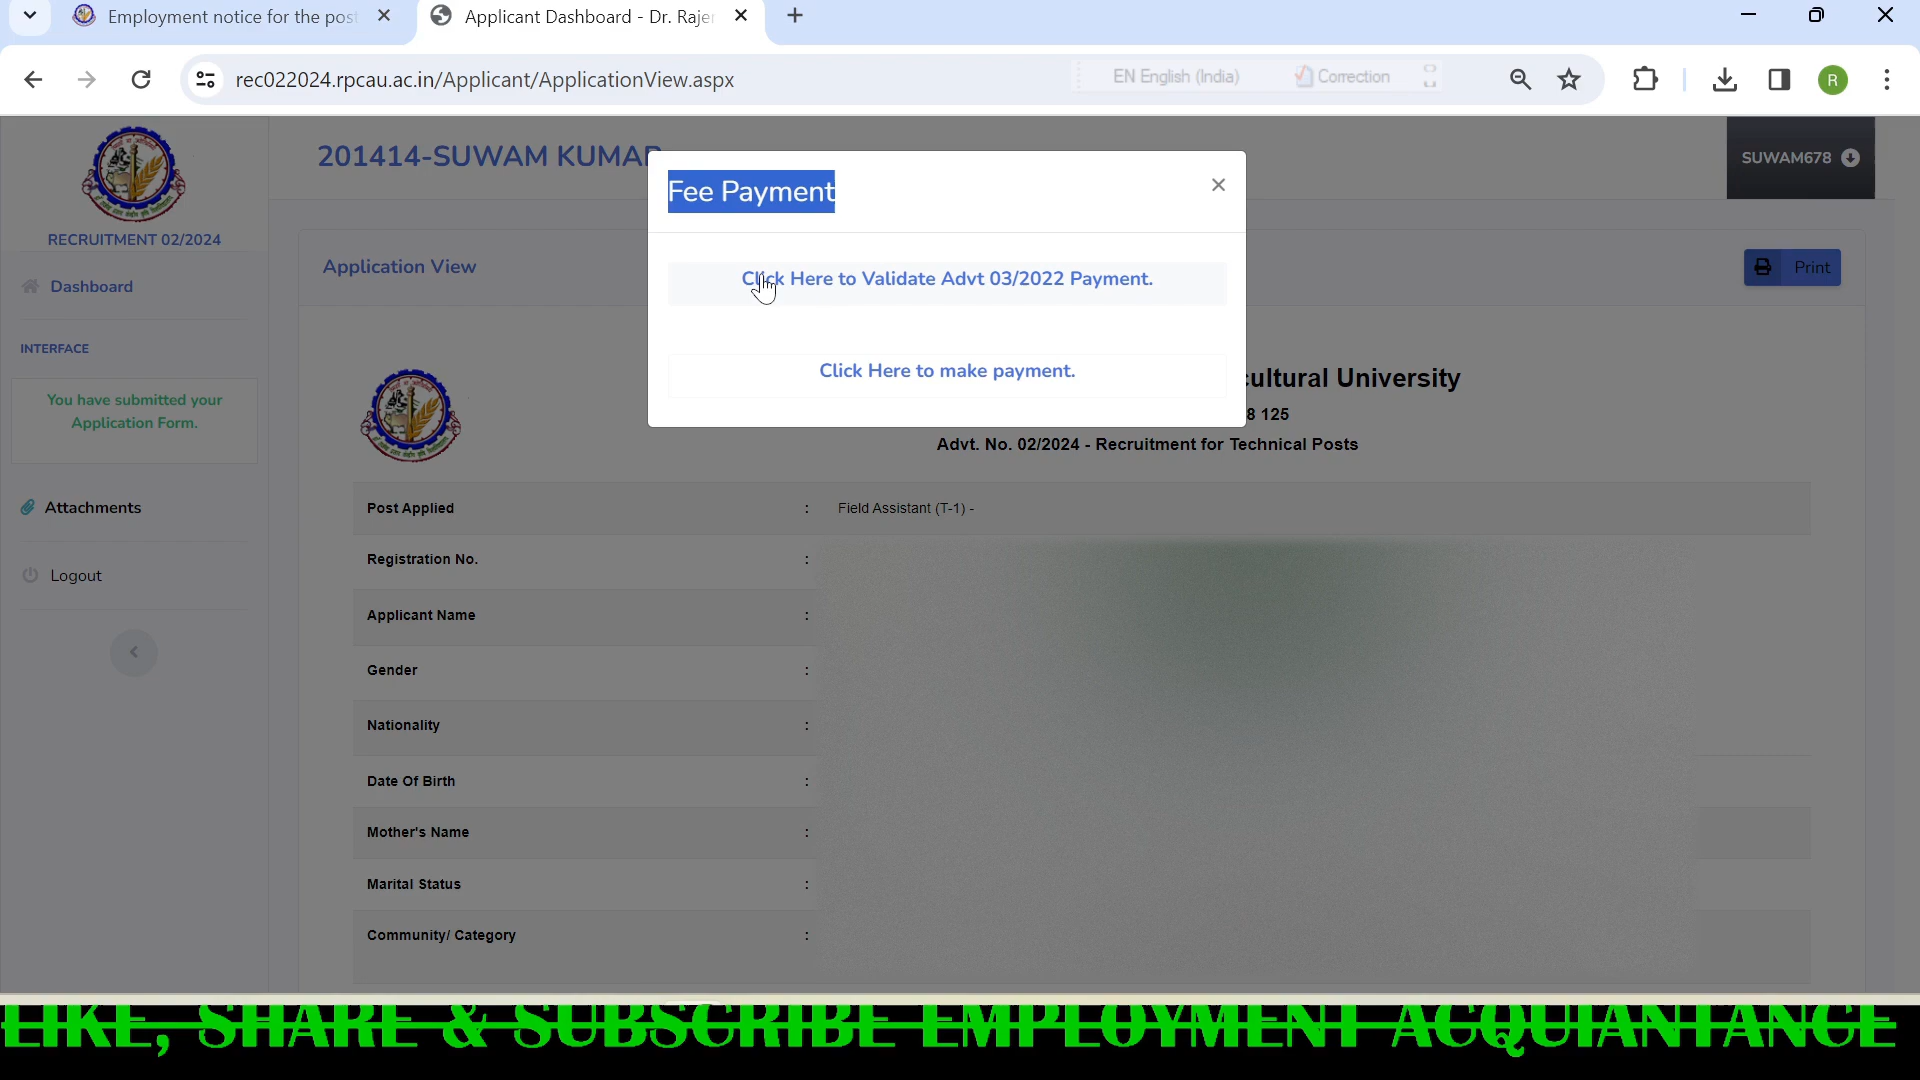 Employment notice for the post
Applicant Dashboard - Dr. Rajer
rec022024.rpcau.ac.in/Applicant/ApplicationView.aspx
EN English (India)
Correction
R
201414-SUWAM KUMAR
SUWAM678
RECRUITMENT 02/2024
Dashboard
INTERFACE
You have submitted your
Application Form.
Attachments
Logout
Application View
Print
Fee Payment
Click Here to Validate Advt 03/2022 Payment.
Click Here to make payment.
cultural University
8 125
Advt. No. 02/2024 - Recruitment for Technical Posts
Post Applied : Field Assistant (T-1) -
Registration No. :
Applicant Name :
Gender :
Nationality :
Date Of Birth :
Mother's Name :
Marital Status :
Community/ Category :
LIKE, SHARE & SUBSCRIBE EMPLOYMENT ACQUIANTANCE